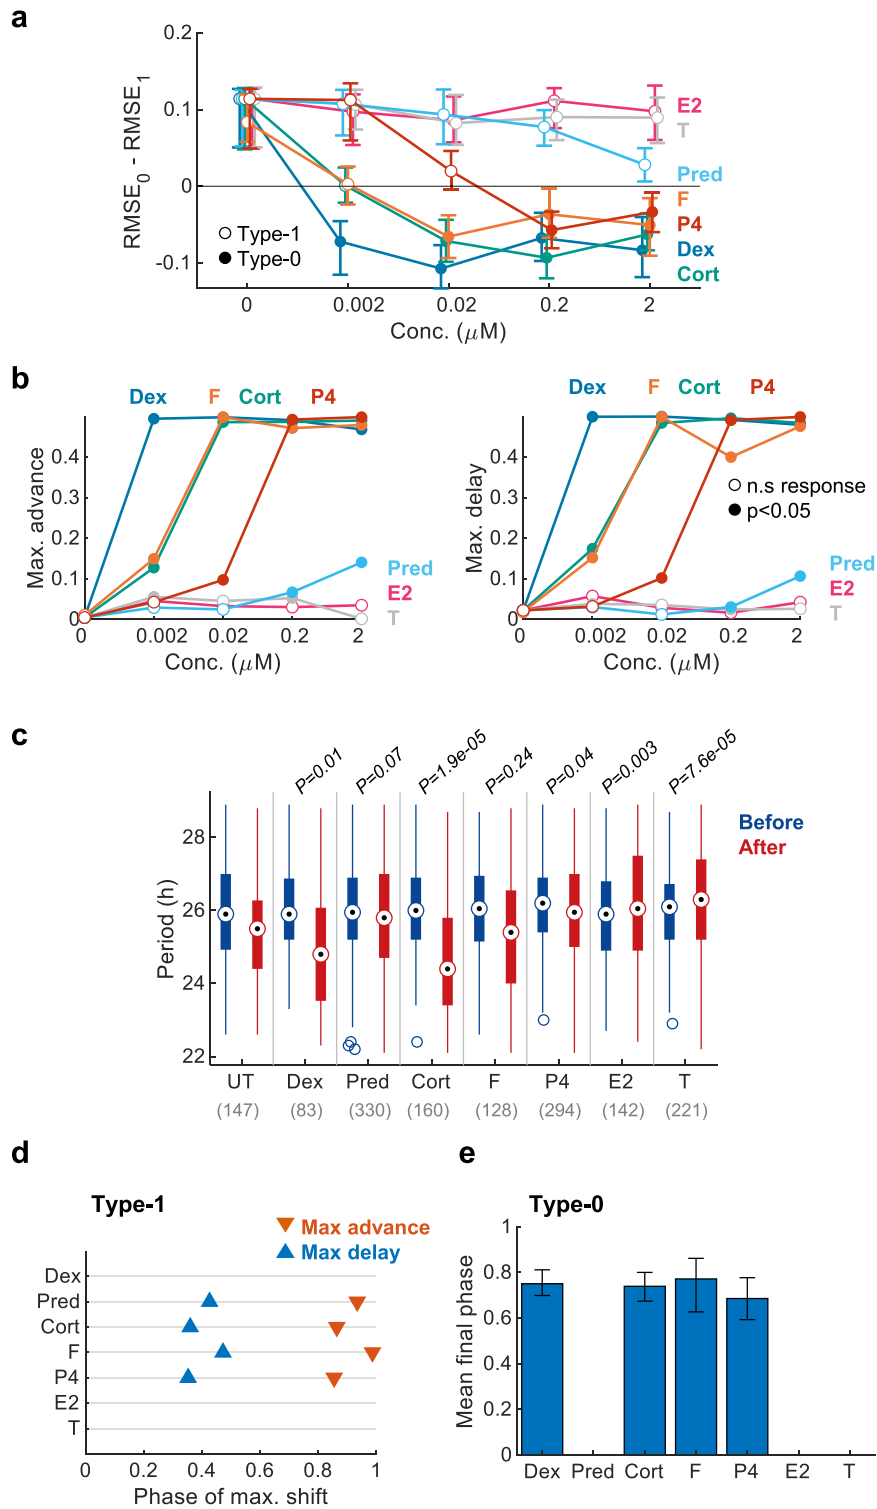 a
RMSE0 - RMSE1
0.2
0.1
0
-0.1
E2
T
Pred
F
P4
Dex
Cort
Type-1
Type-0
0 0.002 0.02 0.2 2
Conc. (μM)
b
Dex F Cort P4
Max. advance
0.4
0.3
0.2
0.1
0
Pred
E2
T
0 0.002 0.02 0.2 2
Conc. (μM)
Dex F Cort P4
Max. delay
0.4
0.3
0.2
0.1
0
n.s response
p<0.05
Pred
E2
T
0 0.002 0.02 0.2 2
Conc. (μM)
c
P=0.01 P=0.07 P=1.9e-05 P=0.24 P=0.04 P=0.003 P=7.6e-05
Before
After
Period (h)
28
26
24
22
UT Dex Pred Cort F P4 E2 T
(147) (83) (330) (160) (128) (294) (142) (221)
d
Type-1
Max advance
Max delay
Dex
Pred
Cort
F
P4
E2
T
0 0.2 0.4 0.6 0.8 1
Phase of max. shift
e
Type-0
Mean final phase
1
0.8
0.6
0.4
0.2
0
Dex Pred Cort F P4 E2 T